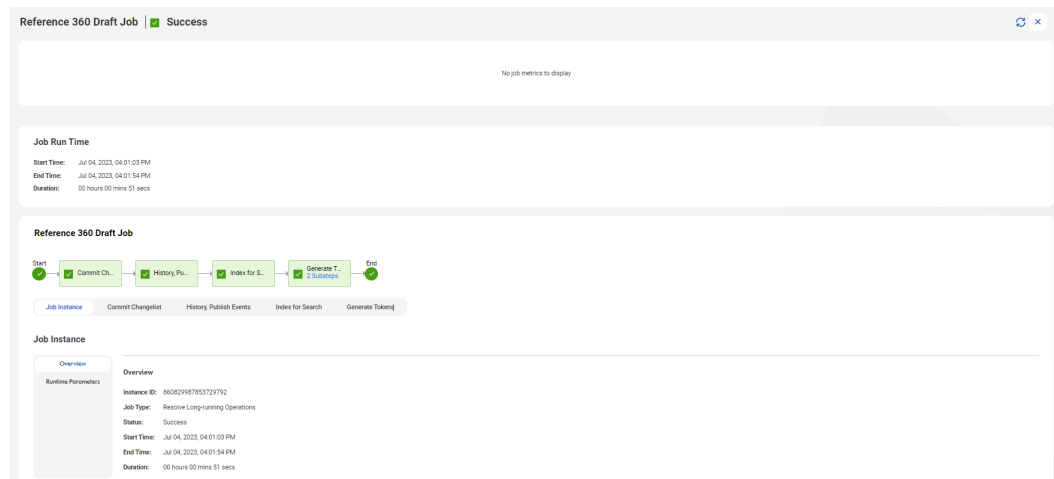 Reference 360 Draft Job | Success
No job metrics to display
Job Run Time
Start Time: Jul 04, 2023, 04:01:03 PM
End Time: Jul 04, 2023, 04:01:54 PM
Duration: 00 hours 00 mins 51 secs
Reference 360 Draft Job
Start
End
Commit Ch...
History, Pu...
Index for S...
Generate T...
2 Substeps
Job Instance Commit Changelist History, Publish Events Index for Search Generate Tokens
Job Instance
Overview
Runtime Parameters
Overview
Instance ID: 860829987853729792
Job Type: Resolve Long-running Operations
Status: Success
Start Time: Jul 04, 2023, 04:01:03 PM
End Time: Jul 04, 2023, 04:01:54 PM
Duration: 00 hours 00 mins 51 secs